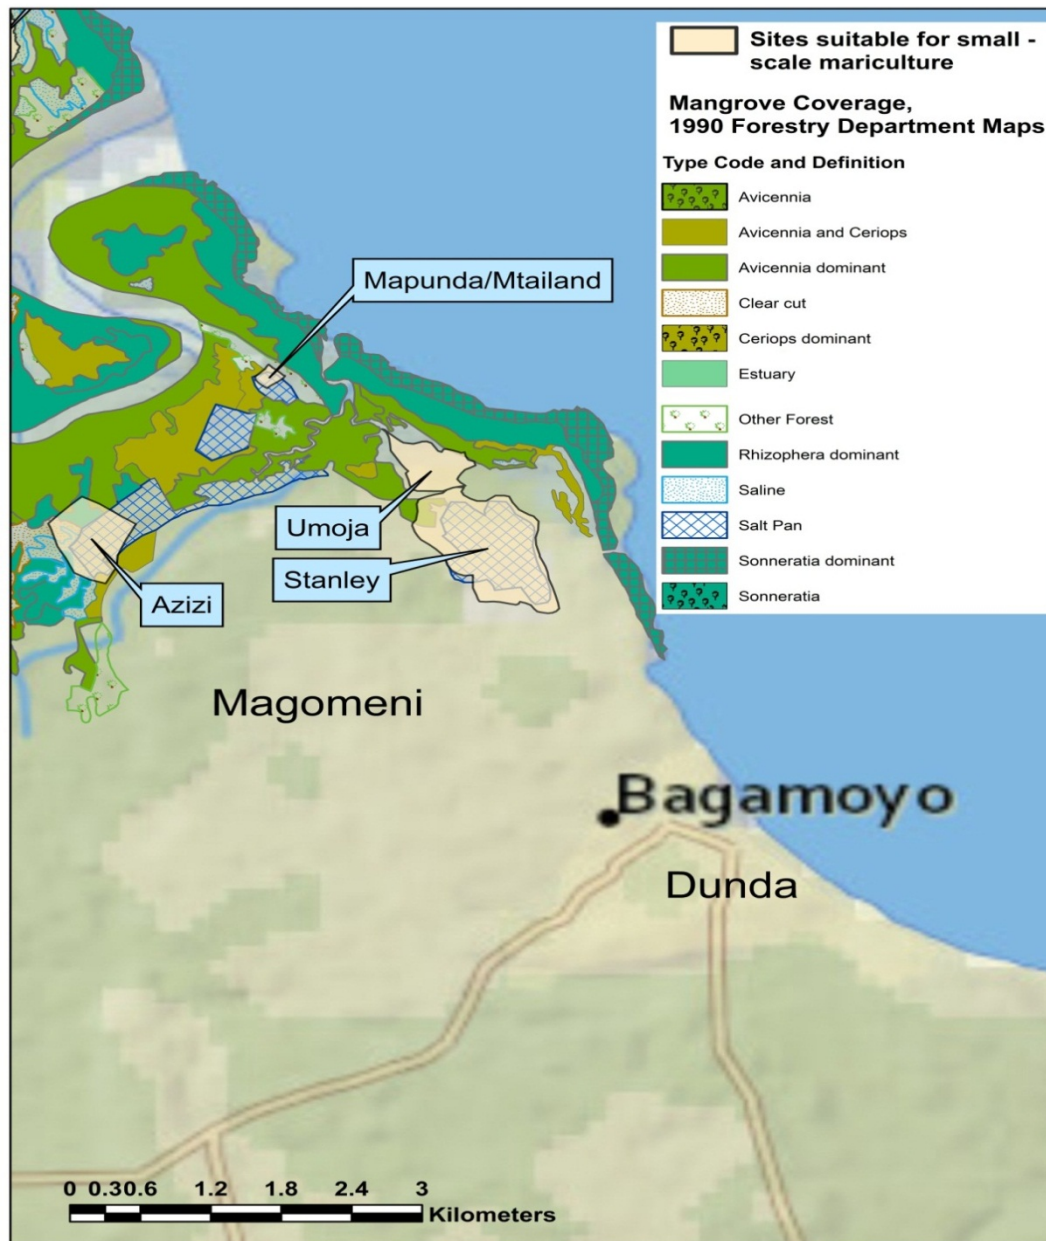 Sites suitable for small -
scale mariculture
Mangrove Coverage,
1990 Forestry Department Maps
Type Code and Definition
Avicennia
Avicennia and Ceriops
Avicennia dominant
Clear cut
Ceriops dominant
Estuary
Other Forest
Rhizophera dominant
Saline
Salt Pan
Sonneratia dominant
Sonneratia
Mapunda/Mtailand
Umoja
Stanley
Azizi
Magomeni
Bagamoyo
Dunda
0 0.30.6 1.2 1.8 2.4 3
Kilometers